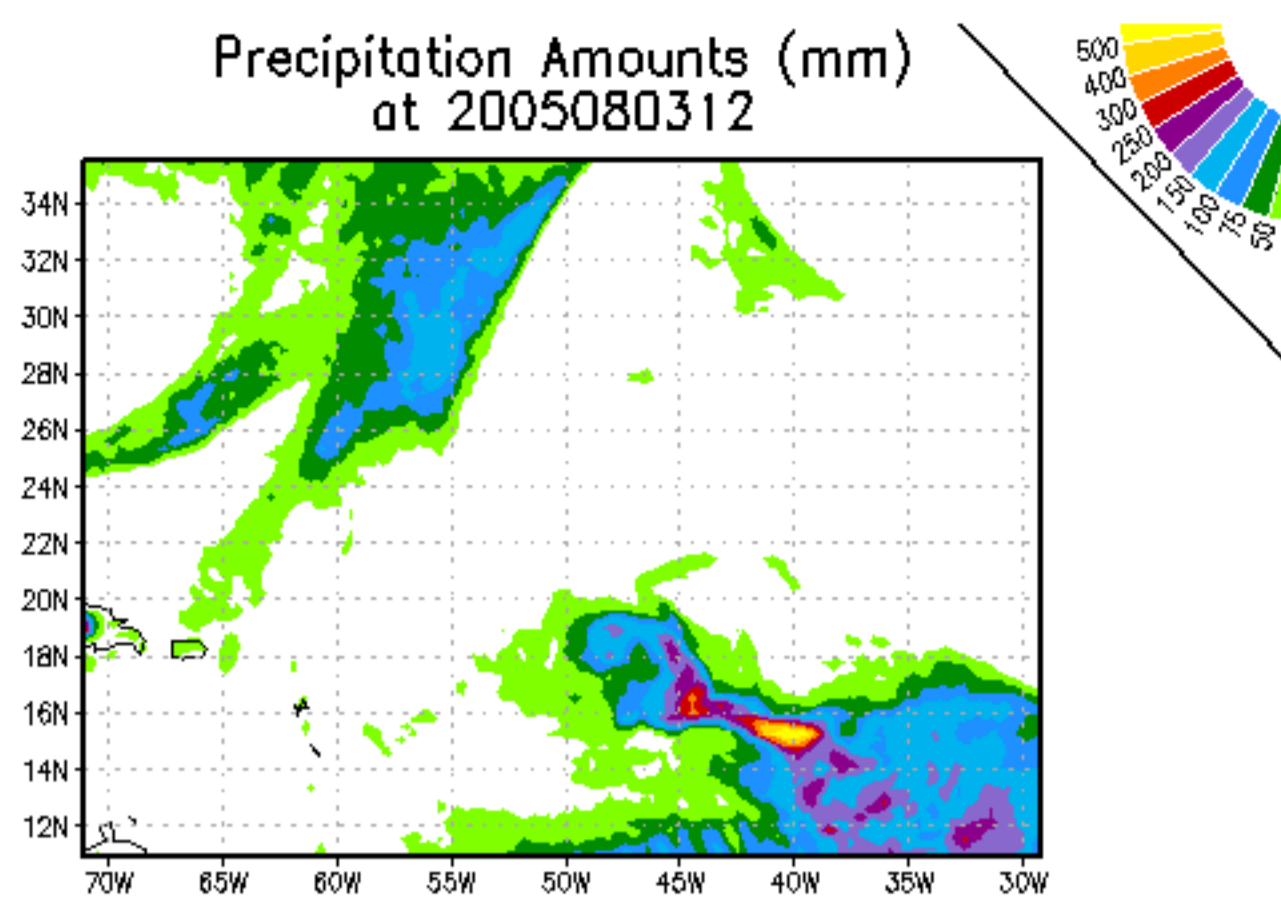 Precipitation Amounts (mm)
at 2005080312
500
400
300
250
200
150
100
75
50
34N
32N
30N
28N
26N
24N
22N
20N
18N
16N
14N
12N
70W 65W 60W 55W 50W 45W 40W 35W 30W